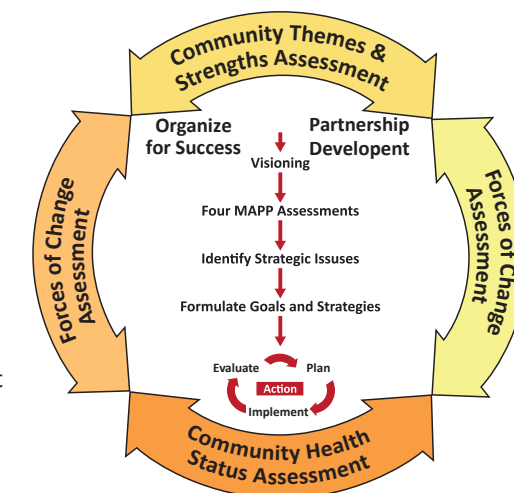 Community Themes &
Strengths Assessment
Organize
for Success
Partnership
Developent
Visioning
Four MAPP Assessments
Identify Strategic Issuses
Formulate Goals and Strategies
Evaluate
Plan
Action
Implement
Forces of Change
Assessment
Forces of Change
Assessment
Community Health
Status Assessment